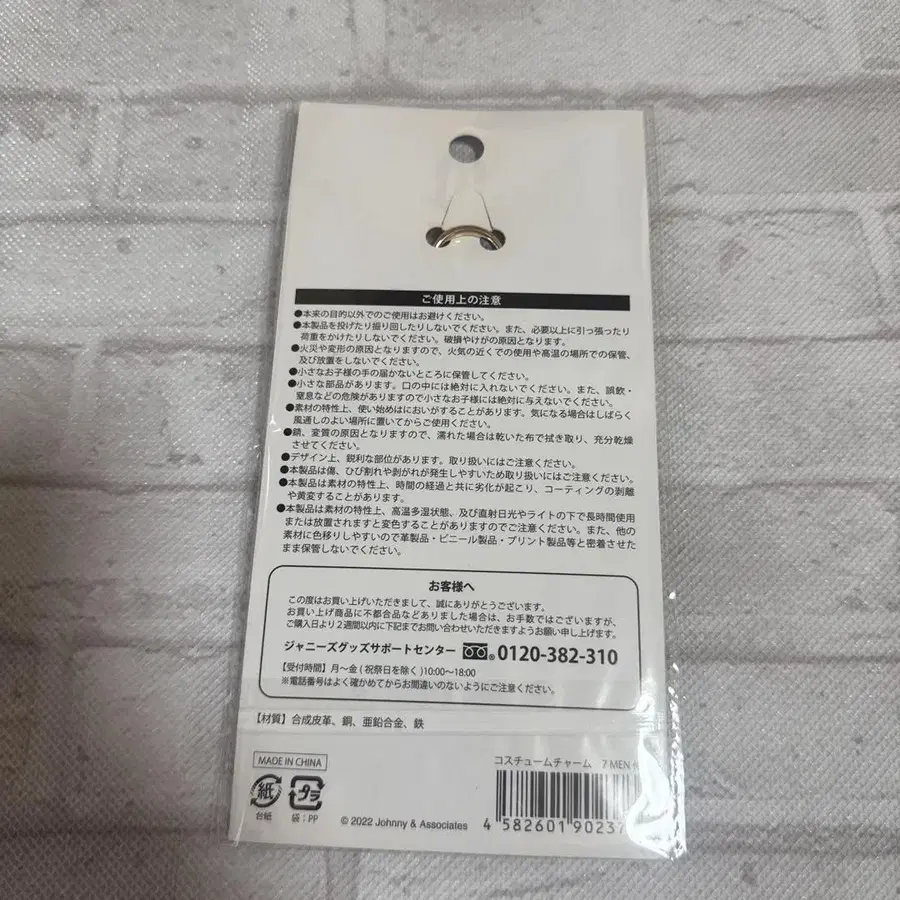 ご使用上の注意
●本来の目的以外でのご使用はお避けください。
●本製品を投げたり振り回したりしないでください。また、必要以上に引っ張ったり
荷重をかけたりしないでください。破損やけがの原因となります。
●火災や変形の原因となりますので、火気の近くでの使用や高温の場所での保管、
及び放置をしないでください。
●小さなお子様の手の届かないところに保管してください。
●小さな部品があります。口の中には絶対に入れないでください。また、誤飲・
窒息などの危険がありますので小さなお子様には絶対に与えないでください。
●素材の特性上、使い始めはにおいがすることがあります。気になる場合はしばらく
風通しのよい場所に置いてからご使用ください。
●錆、変質の原因となりますので、濡れた場合は乾いた布で拭き取り、充分乾燥
させてください。
●デザイン上、鋭利な部位があります。取り扱いにはご注意ください。
●本製品は傷、ひび割れや剥がれが発生しやすいため取り扱いにはご注意ください。
●本製品は素材の特性上、時間の経過と共に劣化が起こり、コーティングの剥離
や黄変することがあります。
●本製品は素材の特性上、高温多湿状態、及び直射日光やライトの下で長時間使用
または放置されますと変色することがありますのでご注意ください。また、他の
素材に色移りしやすいので革製品・ビニール製品・プリント製品等と密着させた
まま保管しないでください。
お客様へ
この度はお買い上げいただきまして、誠にありがとうございます。
お買い上げ商品に不都合品などありました場合は、お手数ではございますが、
ご購入日より2週間以内に下記までお問い合わせいただきますようお願い申し上げます。
ジャニーズグッズサポートセンター ® 0120-382-310
【受付時間】月〜金(祝祭日を除く)10:00〜18:00
※電話番号はよく確かめてからお間違いのないようにご注意ください。
【材質】合成皮革、銅、亜鉛合金、鉄
MADE IN CHINA
コスチュームチャーム 7 MEN
紙 プラ
台紙 袋:PP
© 2022 Johnny & Associates
4 582601 90237